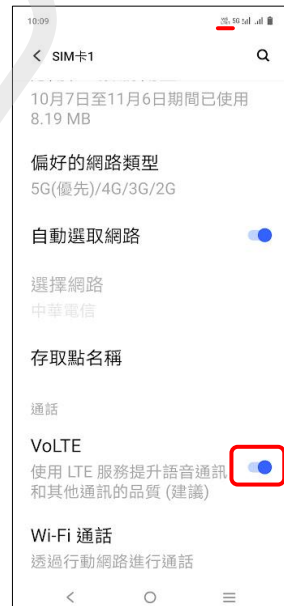 10:09
5G
SIM卡1
10月7日至11月6日期間已使用
8.19 MB
偏好的網路類型
5G(優先)/4G/3G/2G
自動選取網路
選擇網路
中華電信
存取點名稱
通話
VoLTE
使用 LTE 服務提升語音通訊
和其他通訊的品質 (建議)
Wi-Fi 通話
透過行動網路進行通話